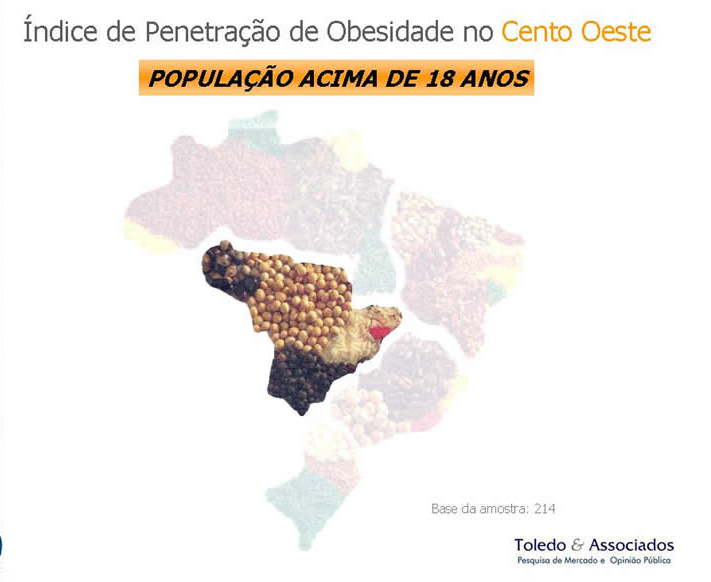 Índice de Penetração de Obesidade no Cento Oeste
POPULAÇÃO ACIMA DE 18 ANOS
Base da amostra: 214
Toledo & Associados
Pesquisa de Mercado e Opinião Pública